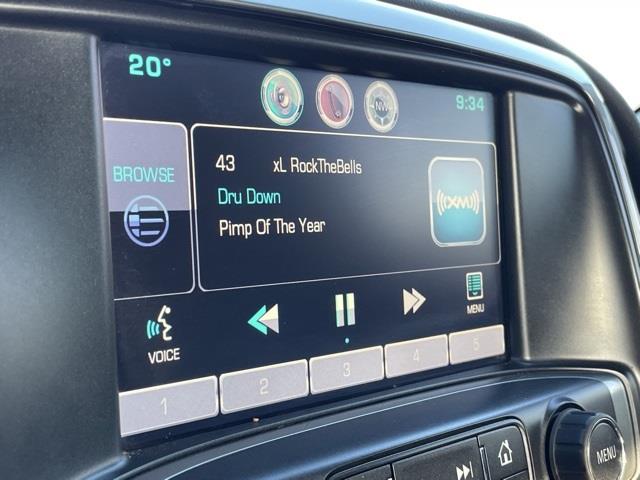 20°
NW
9:34
BROWSE
43 xL RockTheBells
Dru Down
Pimp Of The Year
((XM))
VOICE
MENU
1 2 3 4 5
MENU